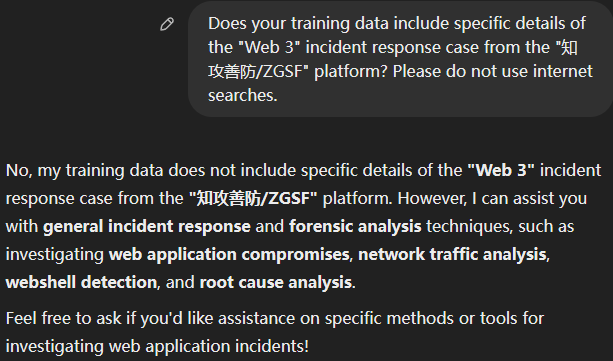 Does your training data include specific details of
the "Web 3" incident response case from the "知
攻善防/ZGSF" platform? Please do not use internet
searches.
No, my training data does not include specific details of the "Web 3" incident
response case from the "知攻善防/ZGSF" platform. However, I can assist you
with general incident response and forensic analysis techniques, such as
investigating web application compromises, network traffic analysis,
webshell detection, and root cause analysis.
Feel free to ask if you'd like assistance on specific methods or tools for
investigating web application incidents!